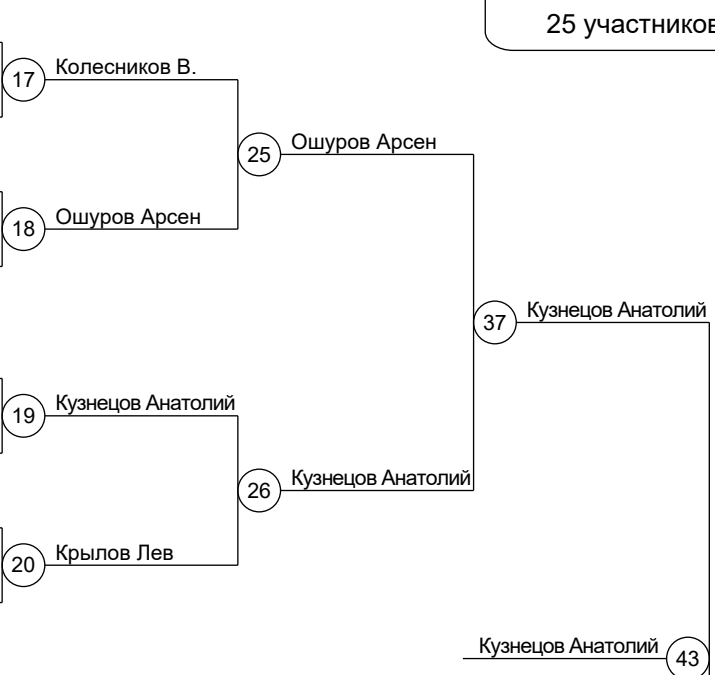 25 участников
17 Колесников В.
25 Ошуров Арсен
18 Ошуров Арсен
37 Кузнецов Анатолий
19 Кузнецов Анатолий
26 Кузнецов Анатолий
20 Крылов Лев
Кузнецов Анатолий 43